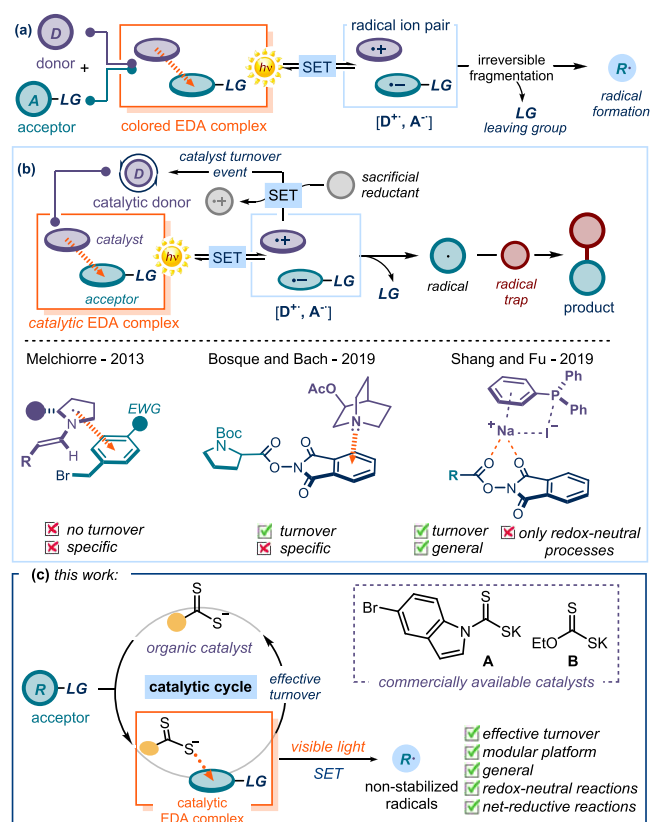 (a)
D
donor
+
A
LG
acceptor
LG
colored EDA complex
hν
SET
radical ion pair
•+
•−
LG
[D+·, A-·]
irreversible
fragmentation
LG
leaving group
R·
radical
formation
(b)
D
catalytic donor
catalyst turnover
event
•+
SET
sacrificial
reductant
catalyst
LG
acceptor
catalytic EDA complex
hν
SET
•+
•−
LG
[D+·, A-·]
LG
·
radical
radical
trap
product
Melchiorre - 2013
EWG
N
H
R
Br
no turnover
specific
Bosque and Bach - 2019
AcO
N
Boc
N
O
O
O
N
O
O
turnover
specific
Shang and Fu - 2019
Ph
P
Ph
+
Na
I−
R
O
O
O
N
O
turnover
general
only redox-neutral
processes
(c) this work:
S
S−
organic catalyst
R
LG
acceptor
catalytic cycle
effective
turnover
S
S−
LG
catalytic
EDA complex
visible light
SET
R·
non-stabilized
radicals
Br
N
S
SK
A
S
EtO
SK
B
commercially available catalysts
effective turnover
modular platform
general
redox-neutral reactions
net-reductive reactions